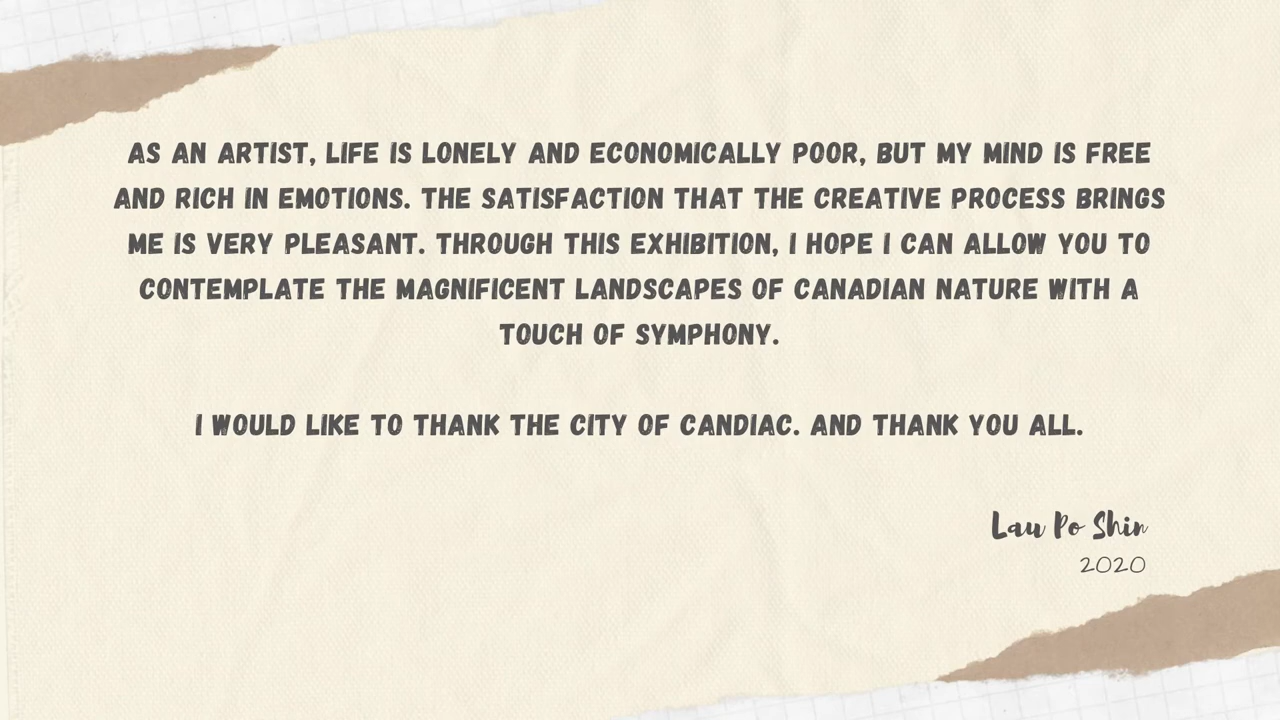 AS AN ARTIST, LIFE IS LONELY AND ECONOMICALLY POOR, BUT MY MIND IS FREE
AND RICH IN EMOTIONS. THE SATISFACTION THAT THE CREATIVE PROCESS BRINGS
ME IS VERY PLEASANT. THROUGH THIS EXHIBITION, I HOPE I CAN ALLOW YOU TO
CONTEMPLATE THE MAGNIFICENT LANDSCAPES OF CANADIAN NATURE WITH A
TOUCH OF SYMPHONY.
I WOULD LIKE TO THANK THE CITY OF CANDIAC. AND THANK YOU ALL.
Lau Po Shin
2020